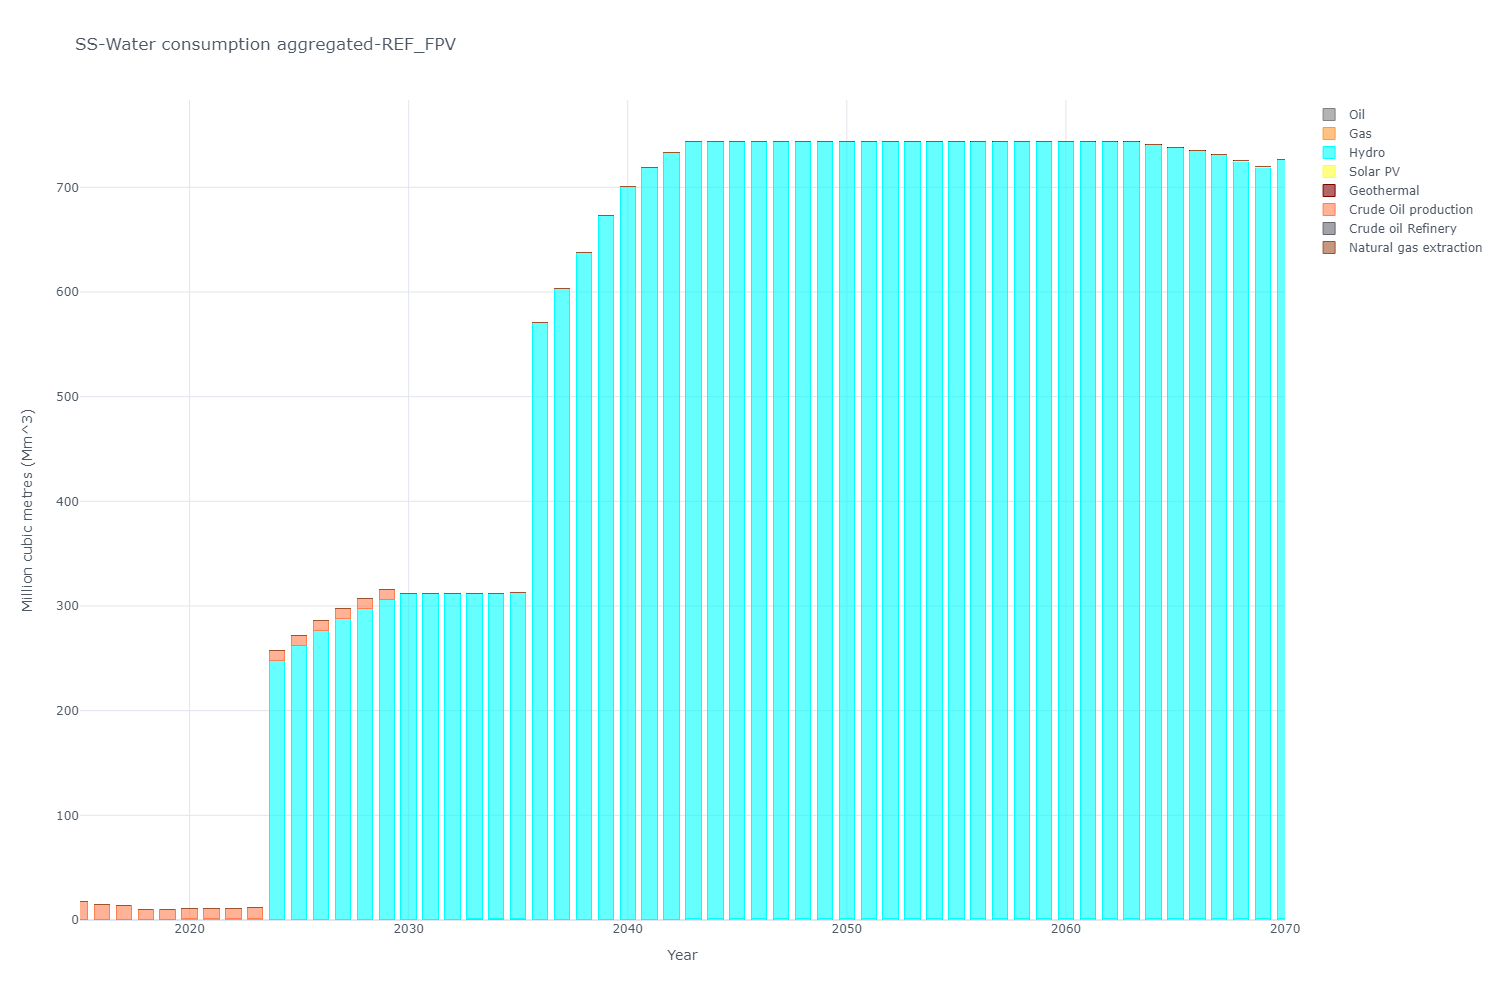 SS-Water consumption aggregated-REF_FPV
Oil
Gas
Hydro
Solar PV
Geothermal
Crude Oil production
Crude oil Refinery
Natural gas extraction
Million cubic metres (Mm^3)
700
600
500
400
300
200
100
0
2020
2030
2040
2050
2060
2070
Year